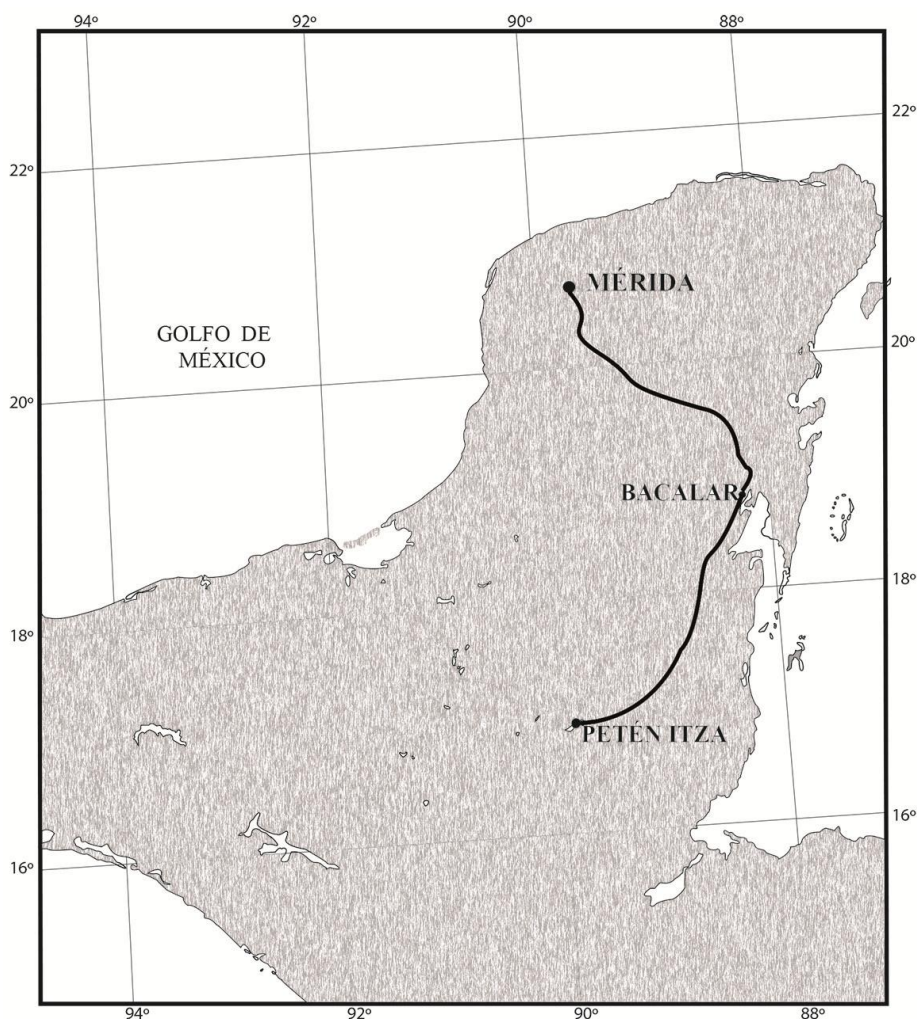 94º
92º
90º
88º
22º
22º
MÉRIDA
GOLFO DE
MÉXICO
20º
20º
BACALAR
18º
18º
PETÉN ITZA
16º
16º
94º
92º
90º
88º